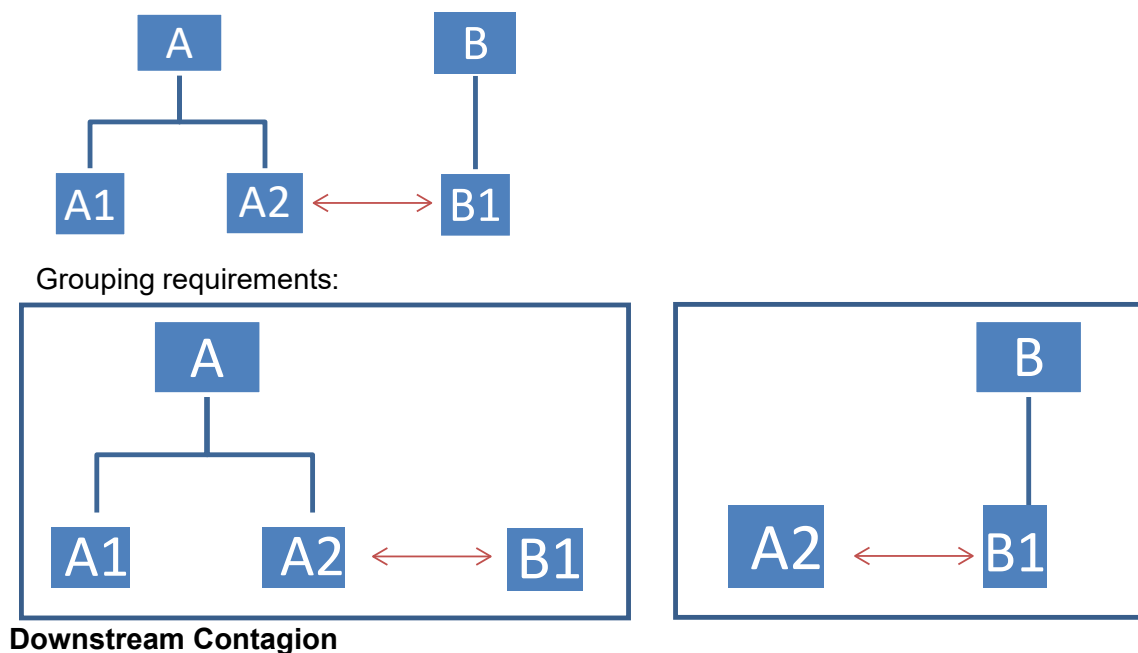 A B
A1 A2 B1
Grouping requirements:
A B
A1 A2 B1 A2 B1
Downstream Contagion